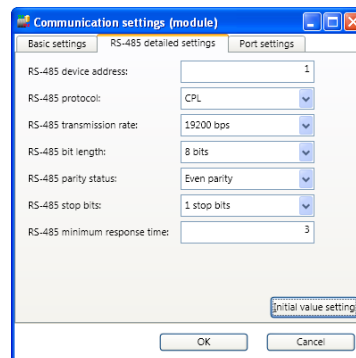 Communication settings (module)
Basic settings RS-485 detailed settings Port settings
RS-485 device address: 1
RS-485 protocol: CPL
RS-485 transmission rate: 19200 bps
RS-485 bit length: 8 bits
RS-485 parity status: Even parity
RS-485 stop bits: 1 stop bits
RS-485 minimum response time: 3
Initial value setting
OK Cancel